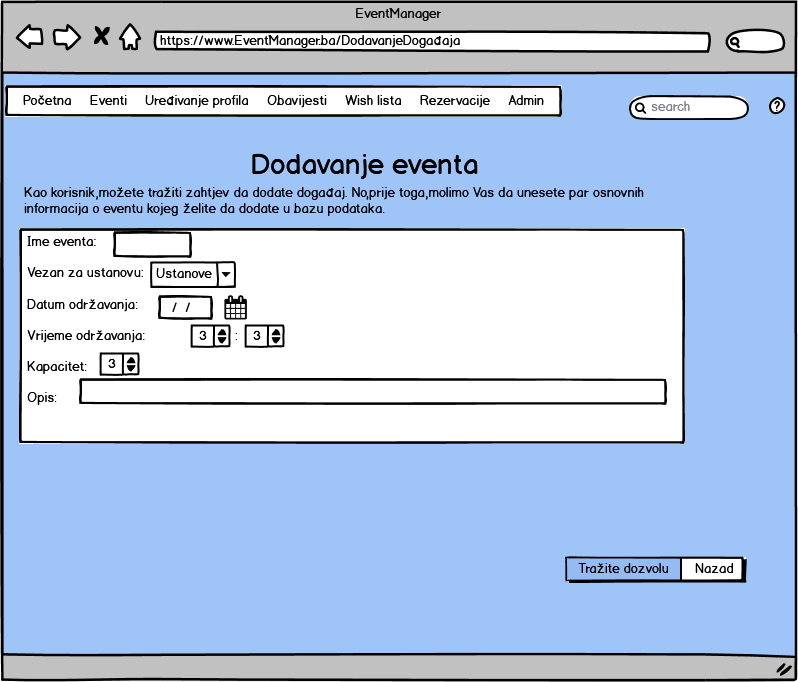 EventManager
https://www.EventManager.ba/DodavanjeDogađaja
Početna Eventi Uređivanje profila Obavijesti Wish lista Rezervacije Admin
search ?
Dodavanje eventa
Kao korisnik,možete tražiti zahtjev da dodate događaj. No,prije toga,molimo Vas da unesete par osnovnih
informacija o eventu kojeg želite da dodate u bazu podataka.
Ime eventa:
Vezan za ustanovu: Ustanove
Datum održavanja: / /
Vrijeme održavanja: 3 : 3
Kapacitet: 3
Opis:
Tražite dozvolu Nazad